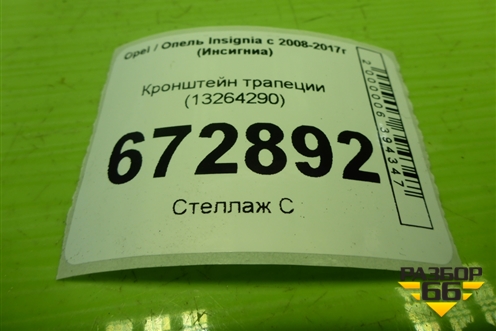 Opel / Опель Insignia с 2008-2017г
(Инсигниа)
Кронштейн трапеции
(13264290)
672892
Стеллаж С
2000006394347
РАЗБОР
66